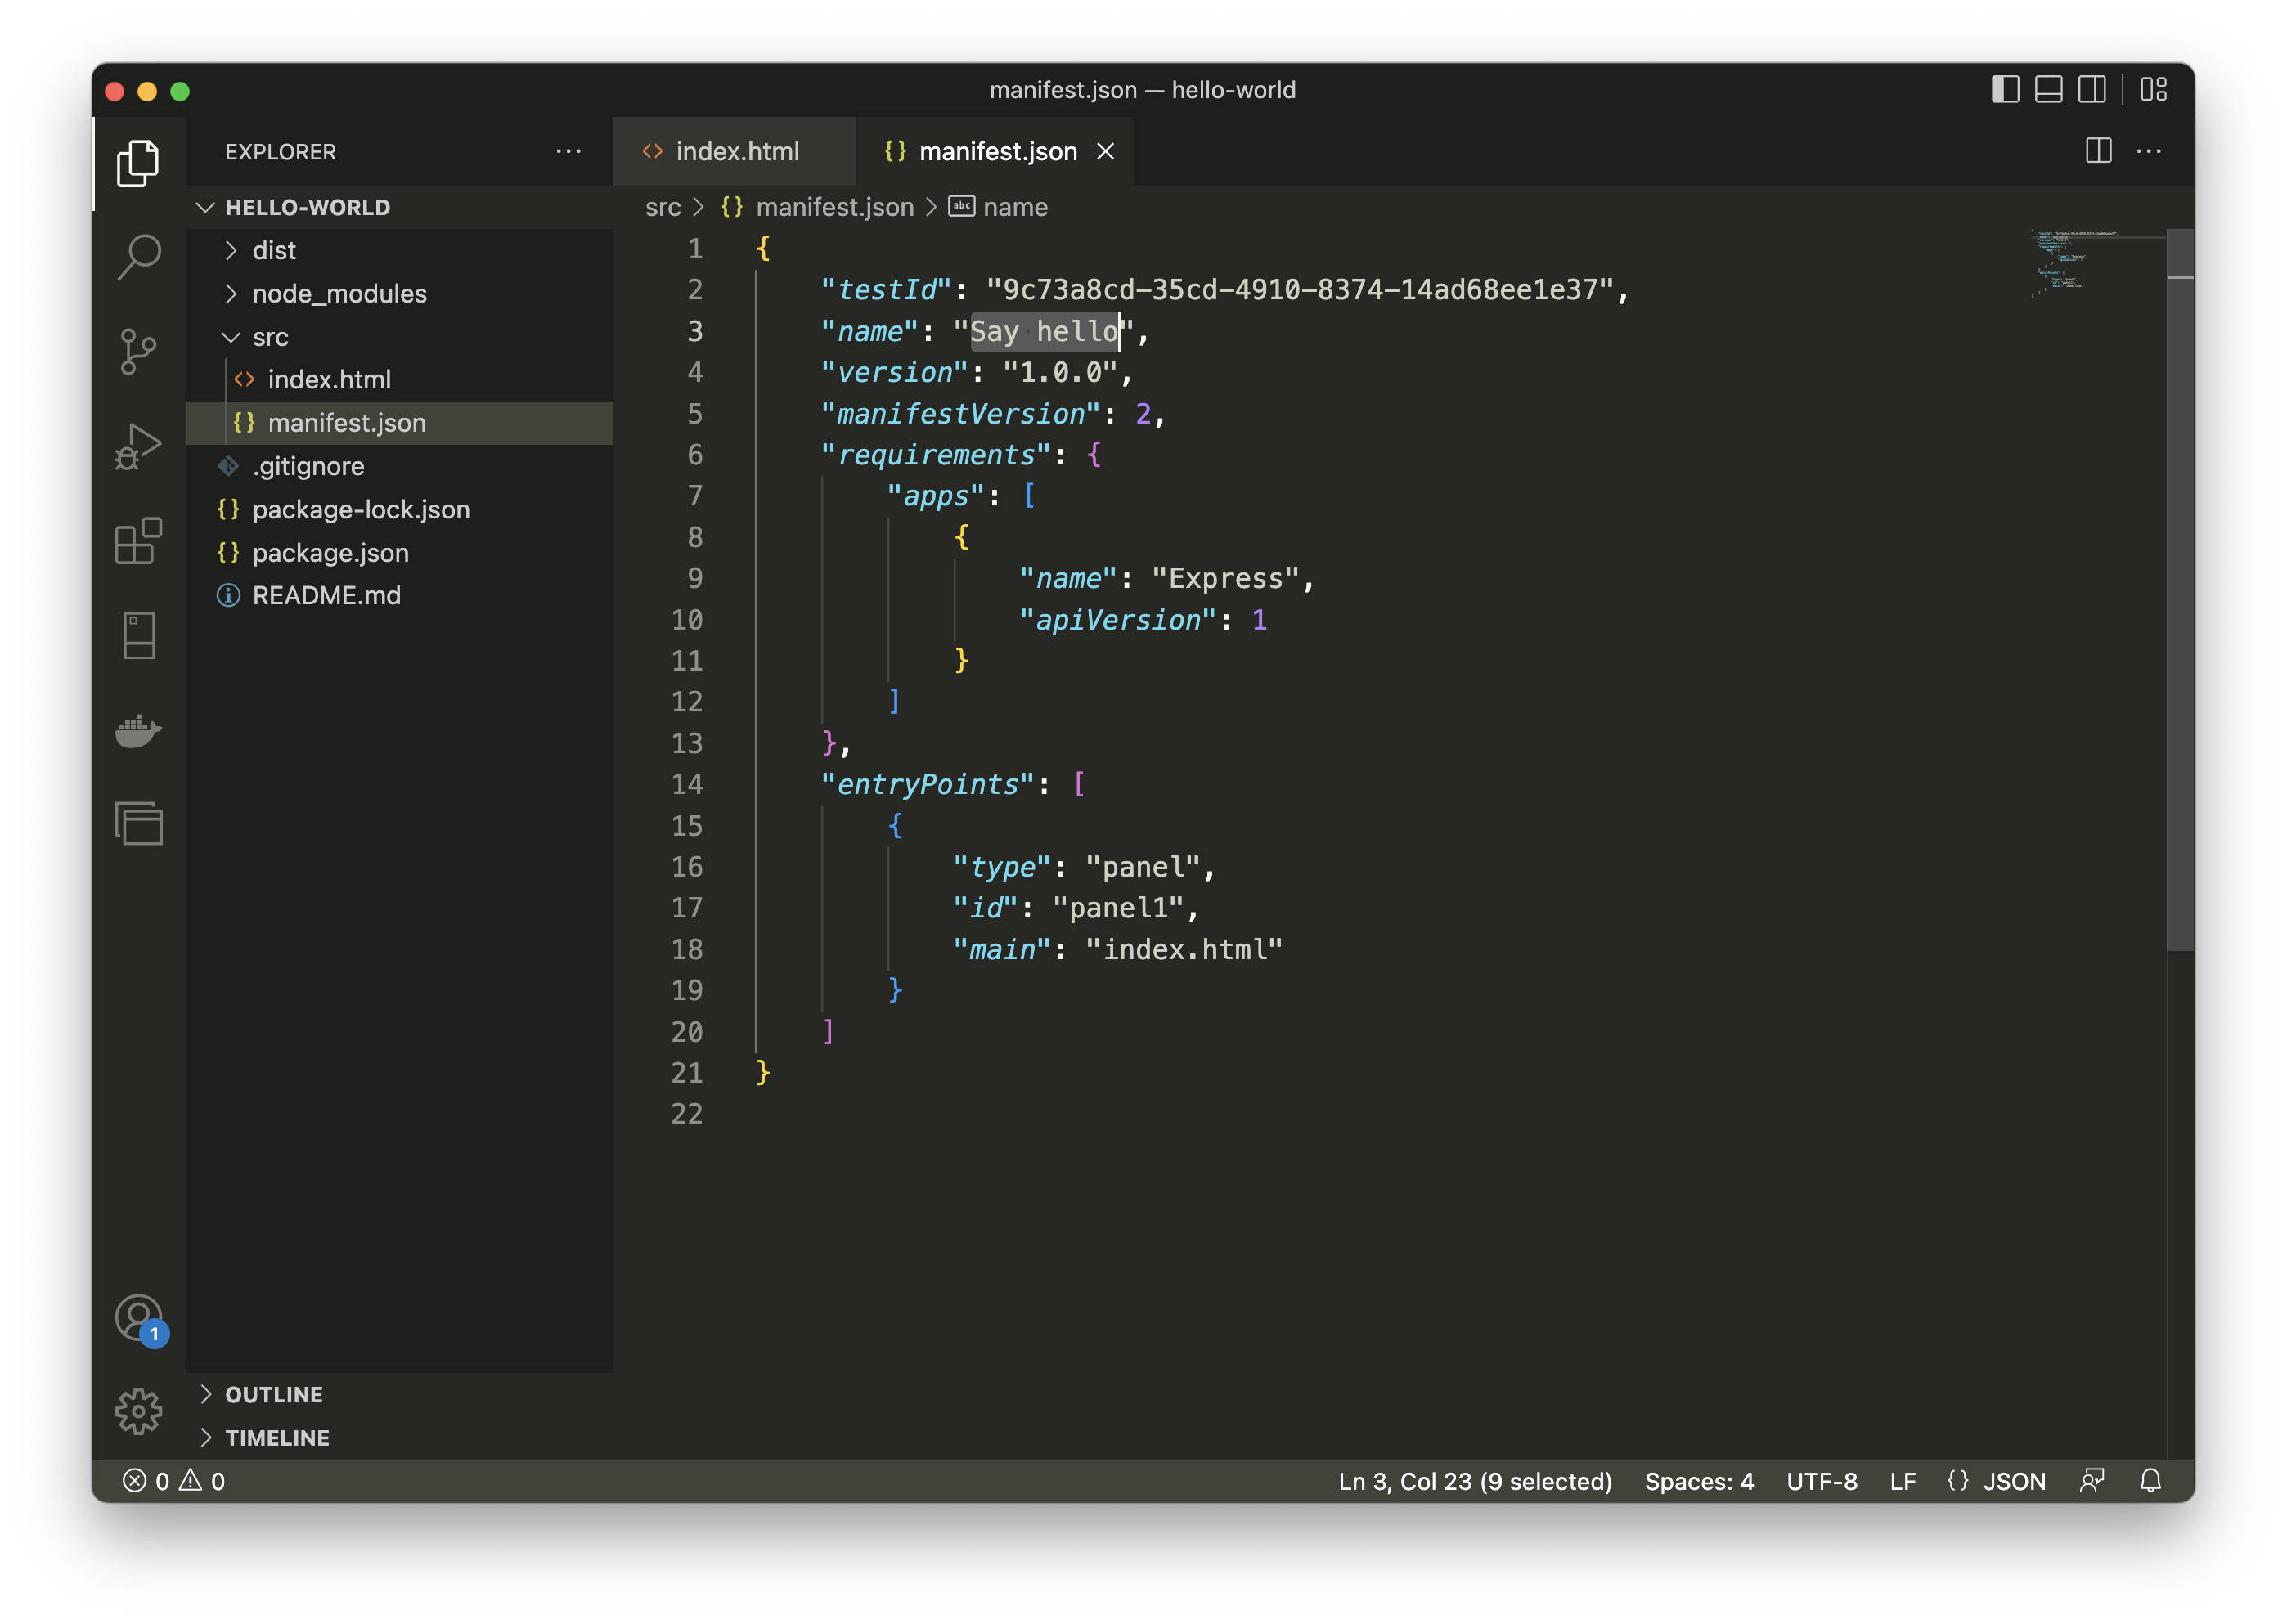 manifest.json — hello-world
EXPLORER
HELLO-WORLD
dist
node_modules
src
index.html
manifest.json
.gitignore
package-lock.json
package.json
README.md
OUTLINE
TIMELINE
1
index.html
manifest.json
src > {} manifest.json > abc name
1 {
2 "testId": "9c73a8cd-35cd-4910-8374-14ad68ee1e37",
3 "name": "Say hello",
4 "version": "1.0.0",
5 "manifestVersion": 2,
6 "requirements": {
7 "apps": [
8 {
9 "name": "Express",
10 "apiVersion": 1
11 }
12 ]
13 },
14 "entryPoints": [
15 {
16 "type": "panel",
17 "id": "panel1",
18 "main": "index.html"
19 }
20 ]
21 }
22
0 0
Ln 3, Col 23 (9 selected) Spaces: 4 UTF-8 LF {} JSON